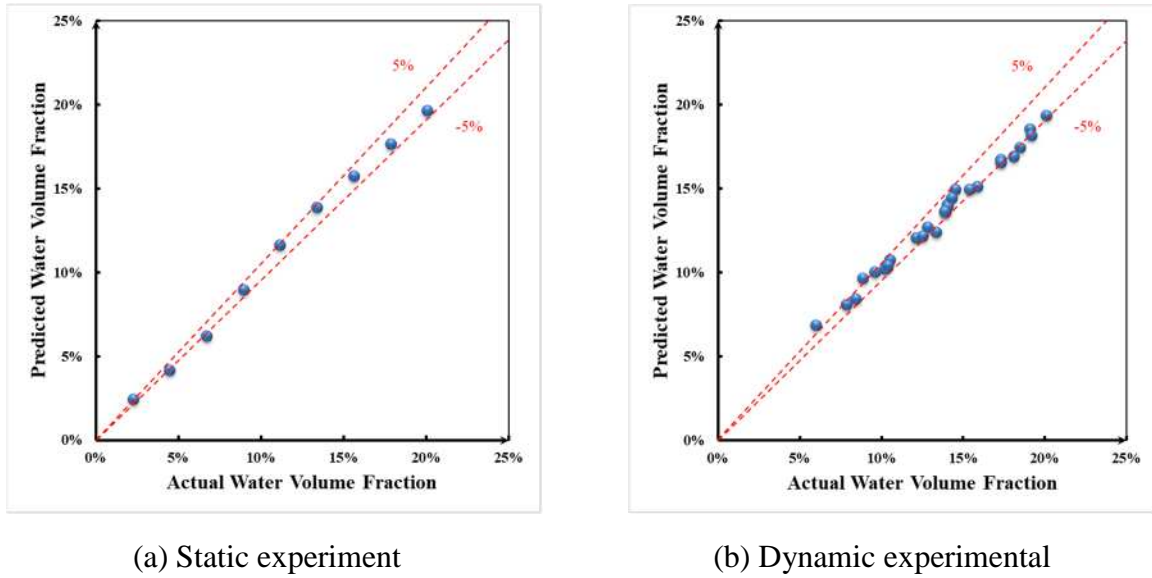 25%
20%
15%
10%
5%
0%
Predicted Water Volume Fraction
5%
-5%
0% 5% 10% 15% 20% 25%
Actual Water Volume Fraction
(a) Static experiment
25%
20%
15%
10%
5%
0%
Predicted Water Volume Fraction
5%
-5%
0% 5% 10% 15% 20% 25%
Actual Water Volume Fraction
(b) Dynamic experimental